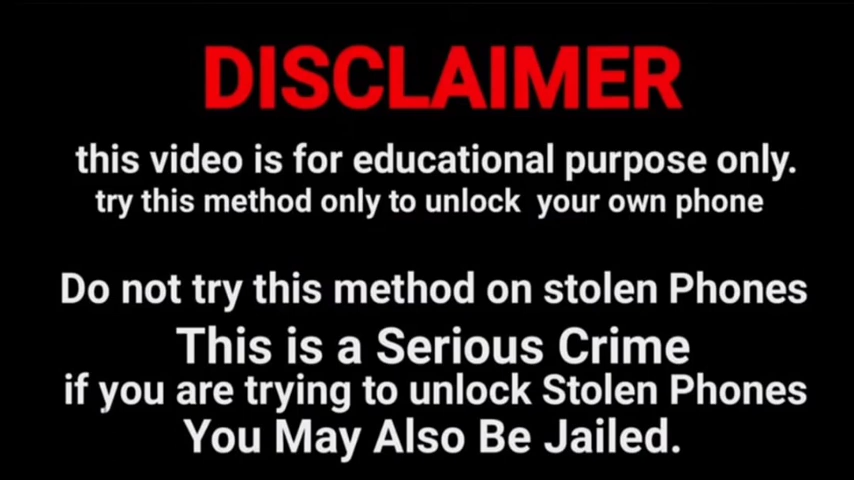 DISCLAIMER
this video is for educational purpose only.
try this method only to unlock your own phone
Do not try this method on stolen Phones
This is a Serious Crime
if you are trying to unlock Stolen Phones
You May Also Be Jailed.